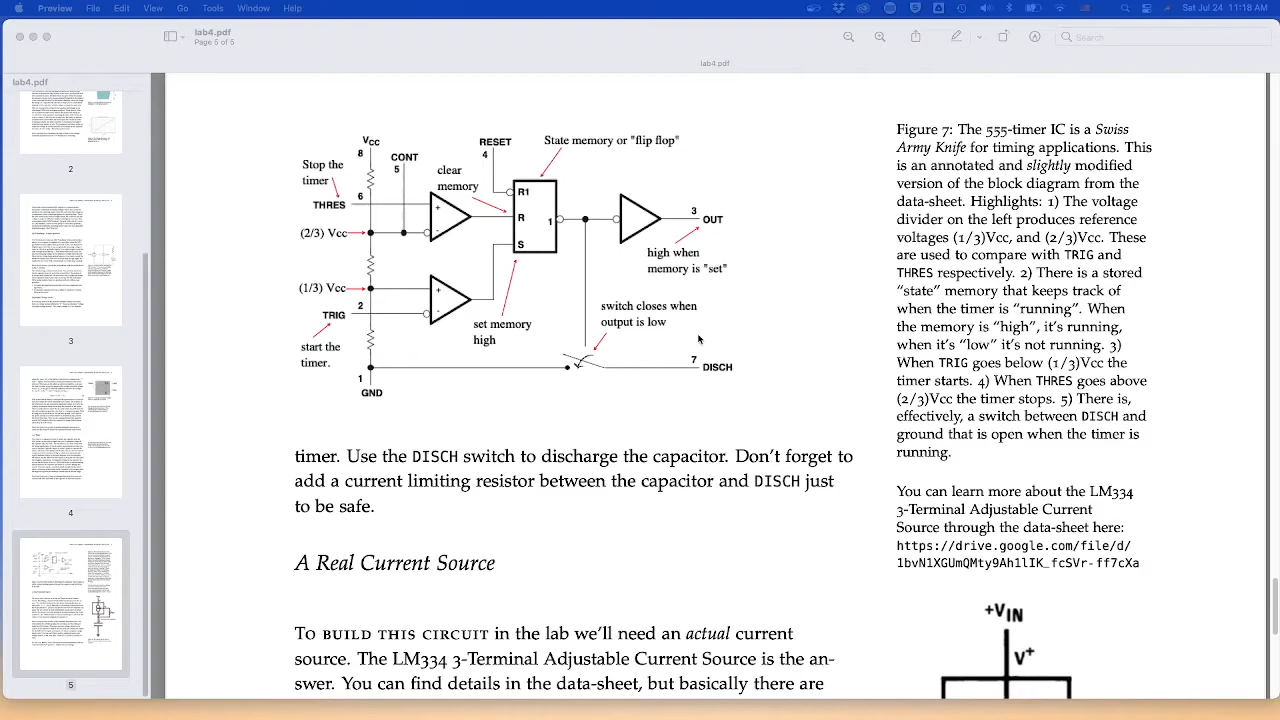 Preview File Edit View Go Tools Window Help Sat Jul 24 11:18 AM
lab4.pdf
Page 5 of 5
Search
lab4.pdf
lab4.pdf
2
3
4
5
Vcc
8
CONT
5
RESET
4
State memory or "flip flop"
Stop the
timer
clear
memory
6
THRES
+
-
R1
R
S
1
3
OUT
(2/3) Vcc
high when
memory is "set"
(1/3) Vcc
+
-
2
TRIG
switch closes when
output is low
set memory
high
start the
timer.
7
DISCH
1
GND
Figure 7: The 555-timer IC is a Swiss
Army Knife for timing applications. This
is an annotated and slightly modified
version of the block diagram from the
data-sheet. Highlights: 1) The voltage
divider on the left produces reference
voltages (1/3)Vcc, and (2/3)Vcc. These
are used to compare with TRIG and
THRES respectively. 2) There is a stored
“state” memory that keeps track of
when the timer is “running”. When
the memory is “high”, it’s running,
when it’s “low” it’s not running. 3)
When TRIG goes below (1/3)Vcc the
timer starts. 4) When THRES goes above
(2/3)Vcc the timer stops. 5) There is,
effectively, a switch between DISCH and
ground that is open when the timer is
running.
timer. Use the DISCH switch to discharge the capacitor. Don’t forget to
add a current limiting resistor between the capacitor and DISCH just
to be safe.
You can learn more about the LM334
3-Terminal Adjustable Current
Source through the data-sheet here:
https://drive.google.com/file/d/
1bvN1XGUmQMty9Ah1lIK_fcSVr-ff7cXa
A Real Current Source
To BUILD THIS CIRCUIT in the lab we’ll need an actual current
source. The LM334 3-Terminal Adjustable Current Source is the an-
swer. You can find details in the data-sheet, but basically there are
+VIN
V+